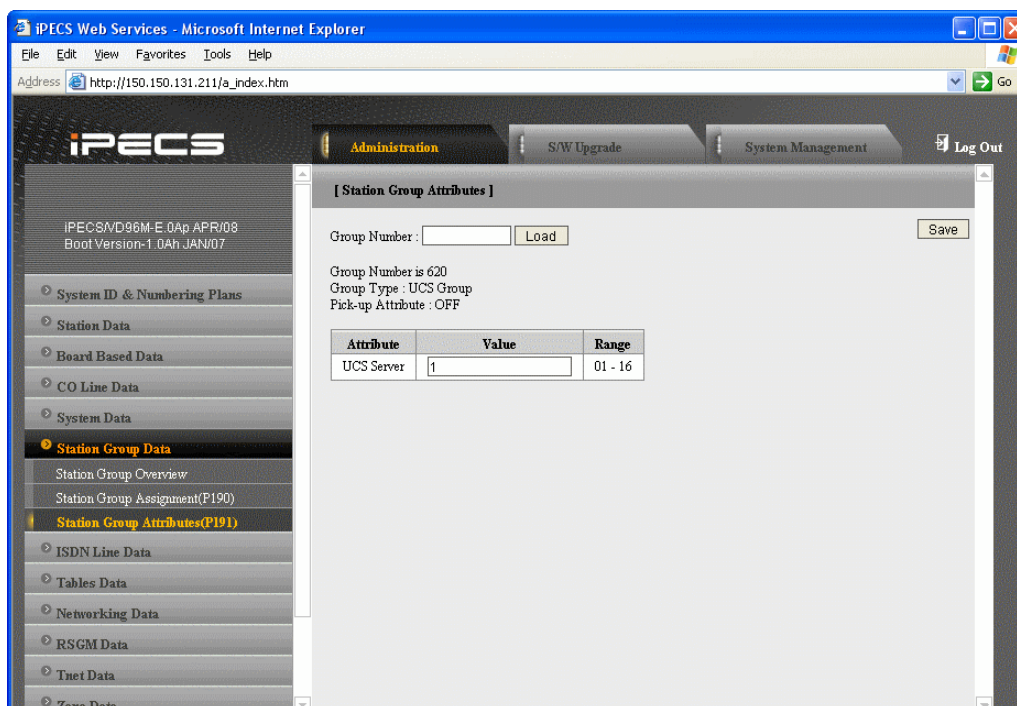 iPECS Web Services - Microsoft Internet Explorer
File Edit View Favorites Tools Help
Address http://150.150.131.211/a_index.htm Go
iPECS
Administration S/W Upgrade System Management Log Out
iPECS/VD96M-E.0Ap APR/08
Boot Version-1.0Ah JAN/07
System ID & Numbering Plans
Station Data
Board Based Data
CO Line Data
System Data
Station Group Data
Station Group Overview
Station Group Assignment(P190)
Station Group Attributes(P191)
ISDN Line Data
Tables Data
Networking Data
RSGM Data
Tnet Data
Zone Data
[ Station Group Attributes ]
Group Number : Load Save
Group Number is 620
Group Type : UCS Group
Pick-up Attribute : OFF
Attribute Value Range
UCS Server 1 01 - 16